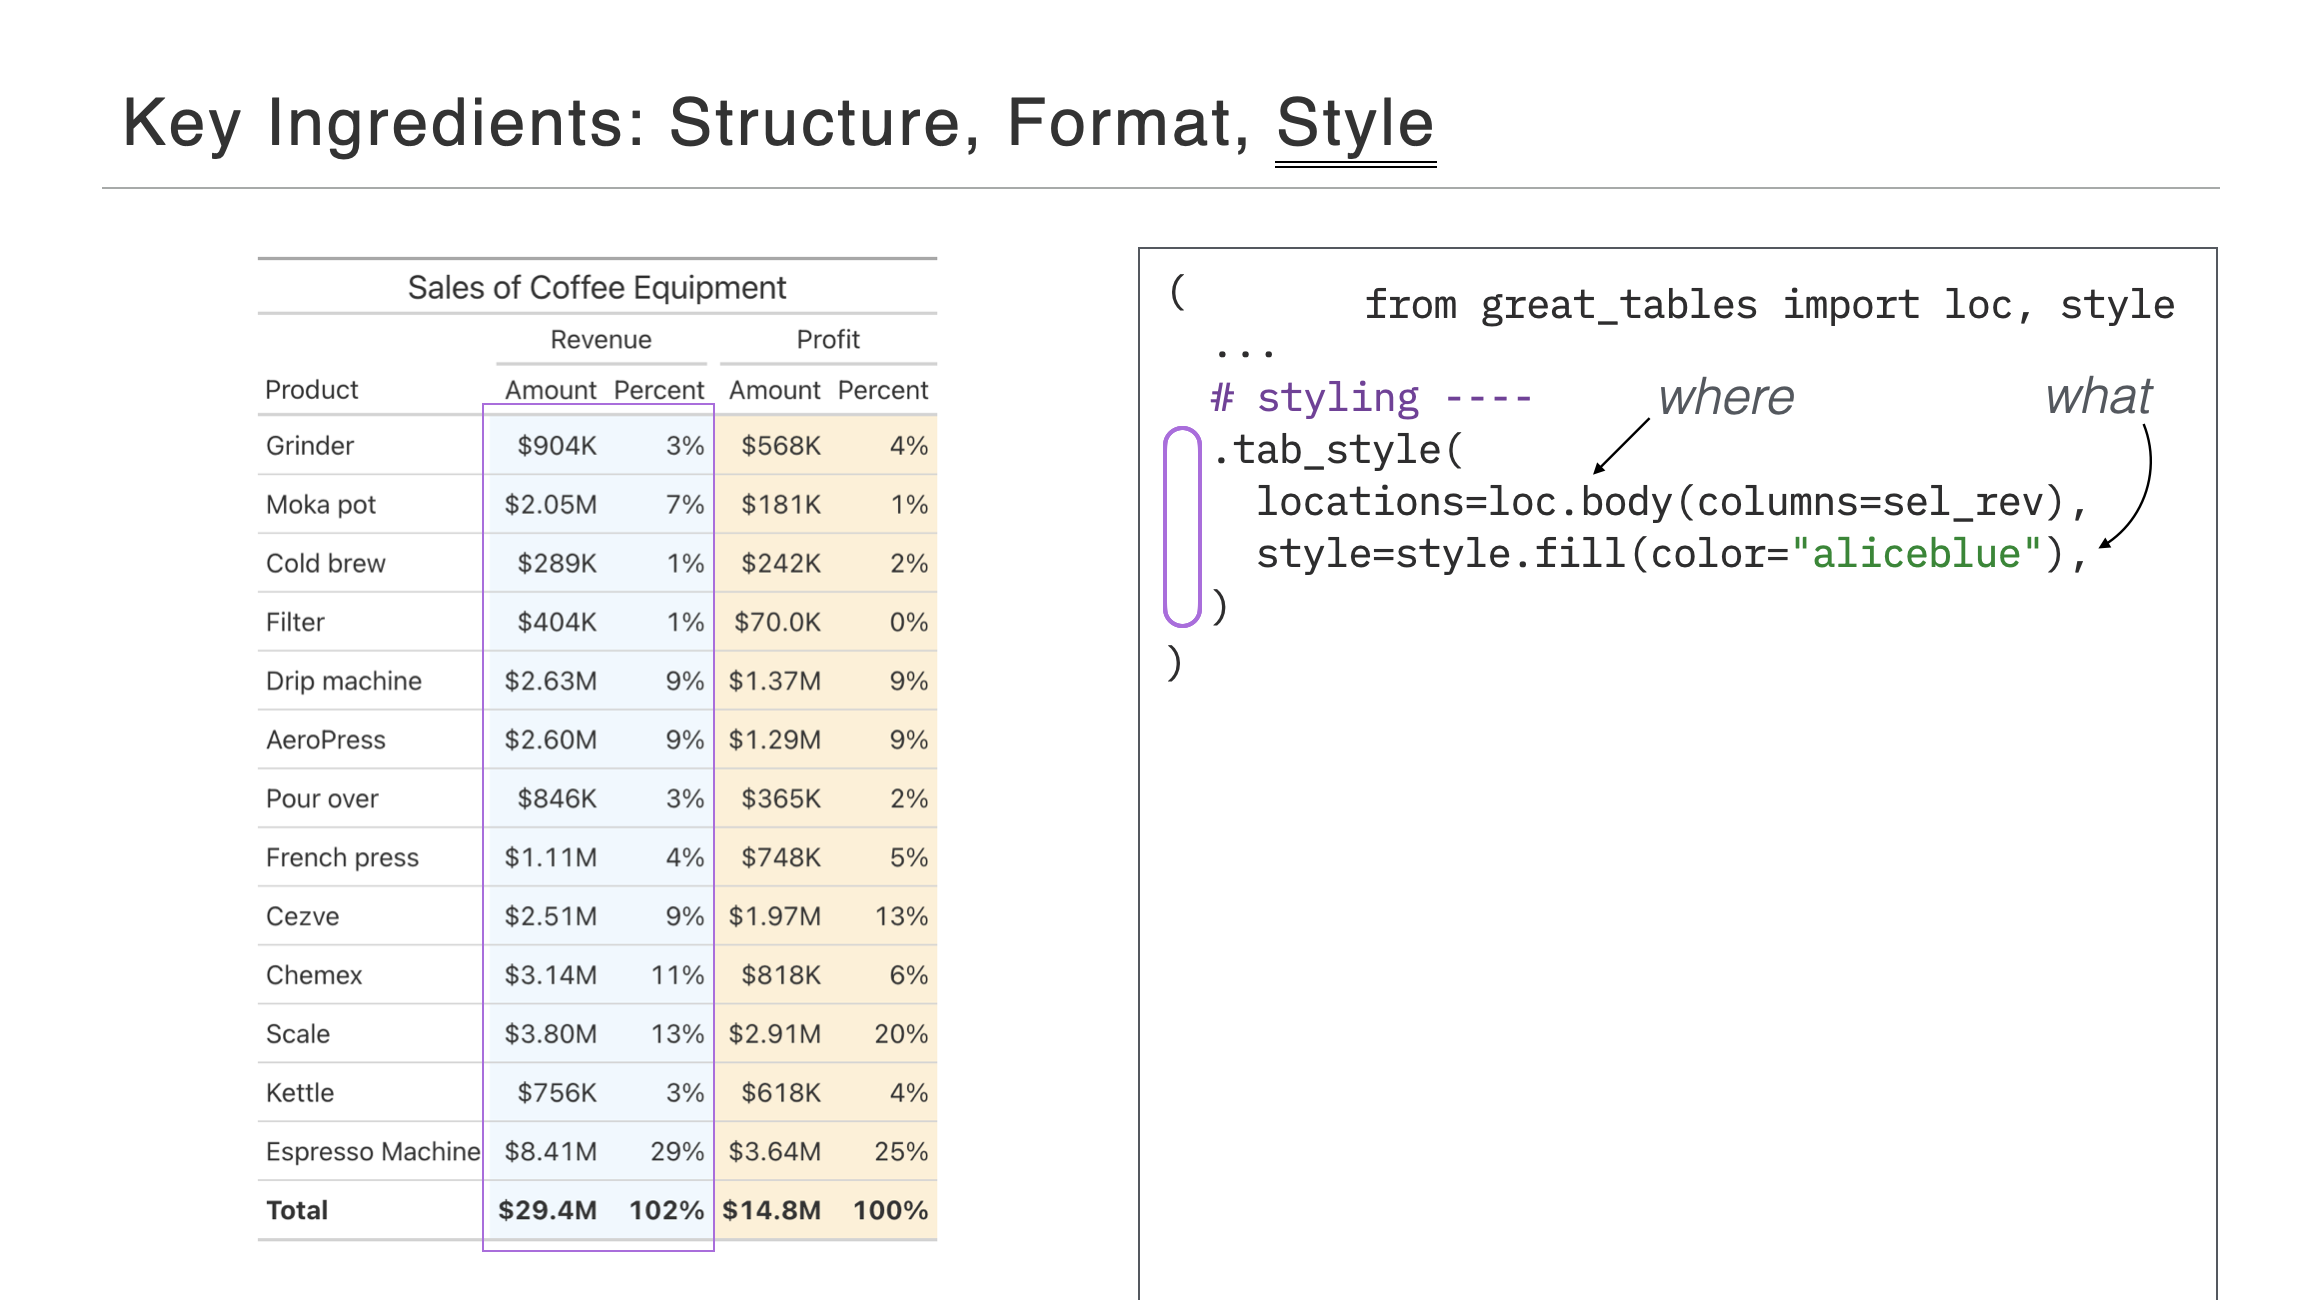 Key Ingredients: Structure, Format, Style
Sales of Coffee Equipment
Revenue Profit
Product Amount Percent Amount Percent
Grinder $904K 3% $568K 4%
Moka pot $2.05M 7% $181K 1%
Cold brew $289K 1% $242K 2%
Filter $404K 1% $70.0K 0%
Drip machine $2.63M 9% $1.37M 9%
AeroPress $2.60M 9% $1.29M 9%
Pour over $846K 3% $365K 2%
French press $1.11M 4% $748K 5%
Cezve $2.51M 9% $1.97M 13%
Chemex $3.14M 11% $818K 6%
Scale $3.80M 13% $2.91M 20%
Kettle $756K 3% $618K 4%
Espresso Machine $8.41M 29% $3.64M 25%
Total $29.4M 102% $14.8M 100%
(
from great_tables import loc, style
...
# styling ----
where
what
.tab_style(
locations=loc.body(columns=sel_rev),
style=style.fill(color="aliceblue"),
)
)